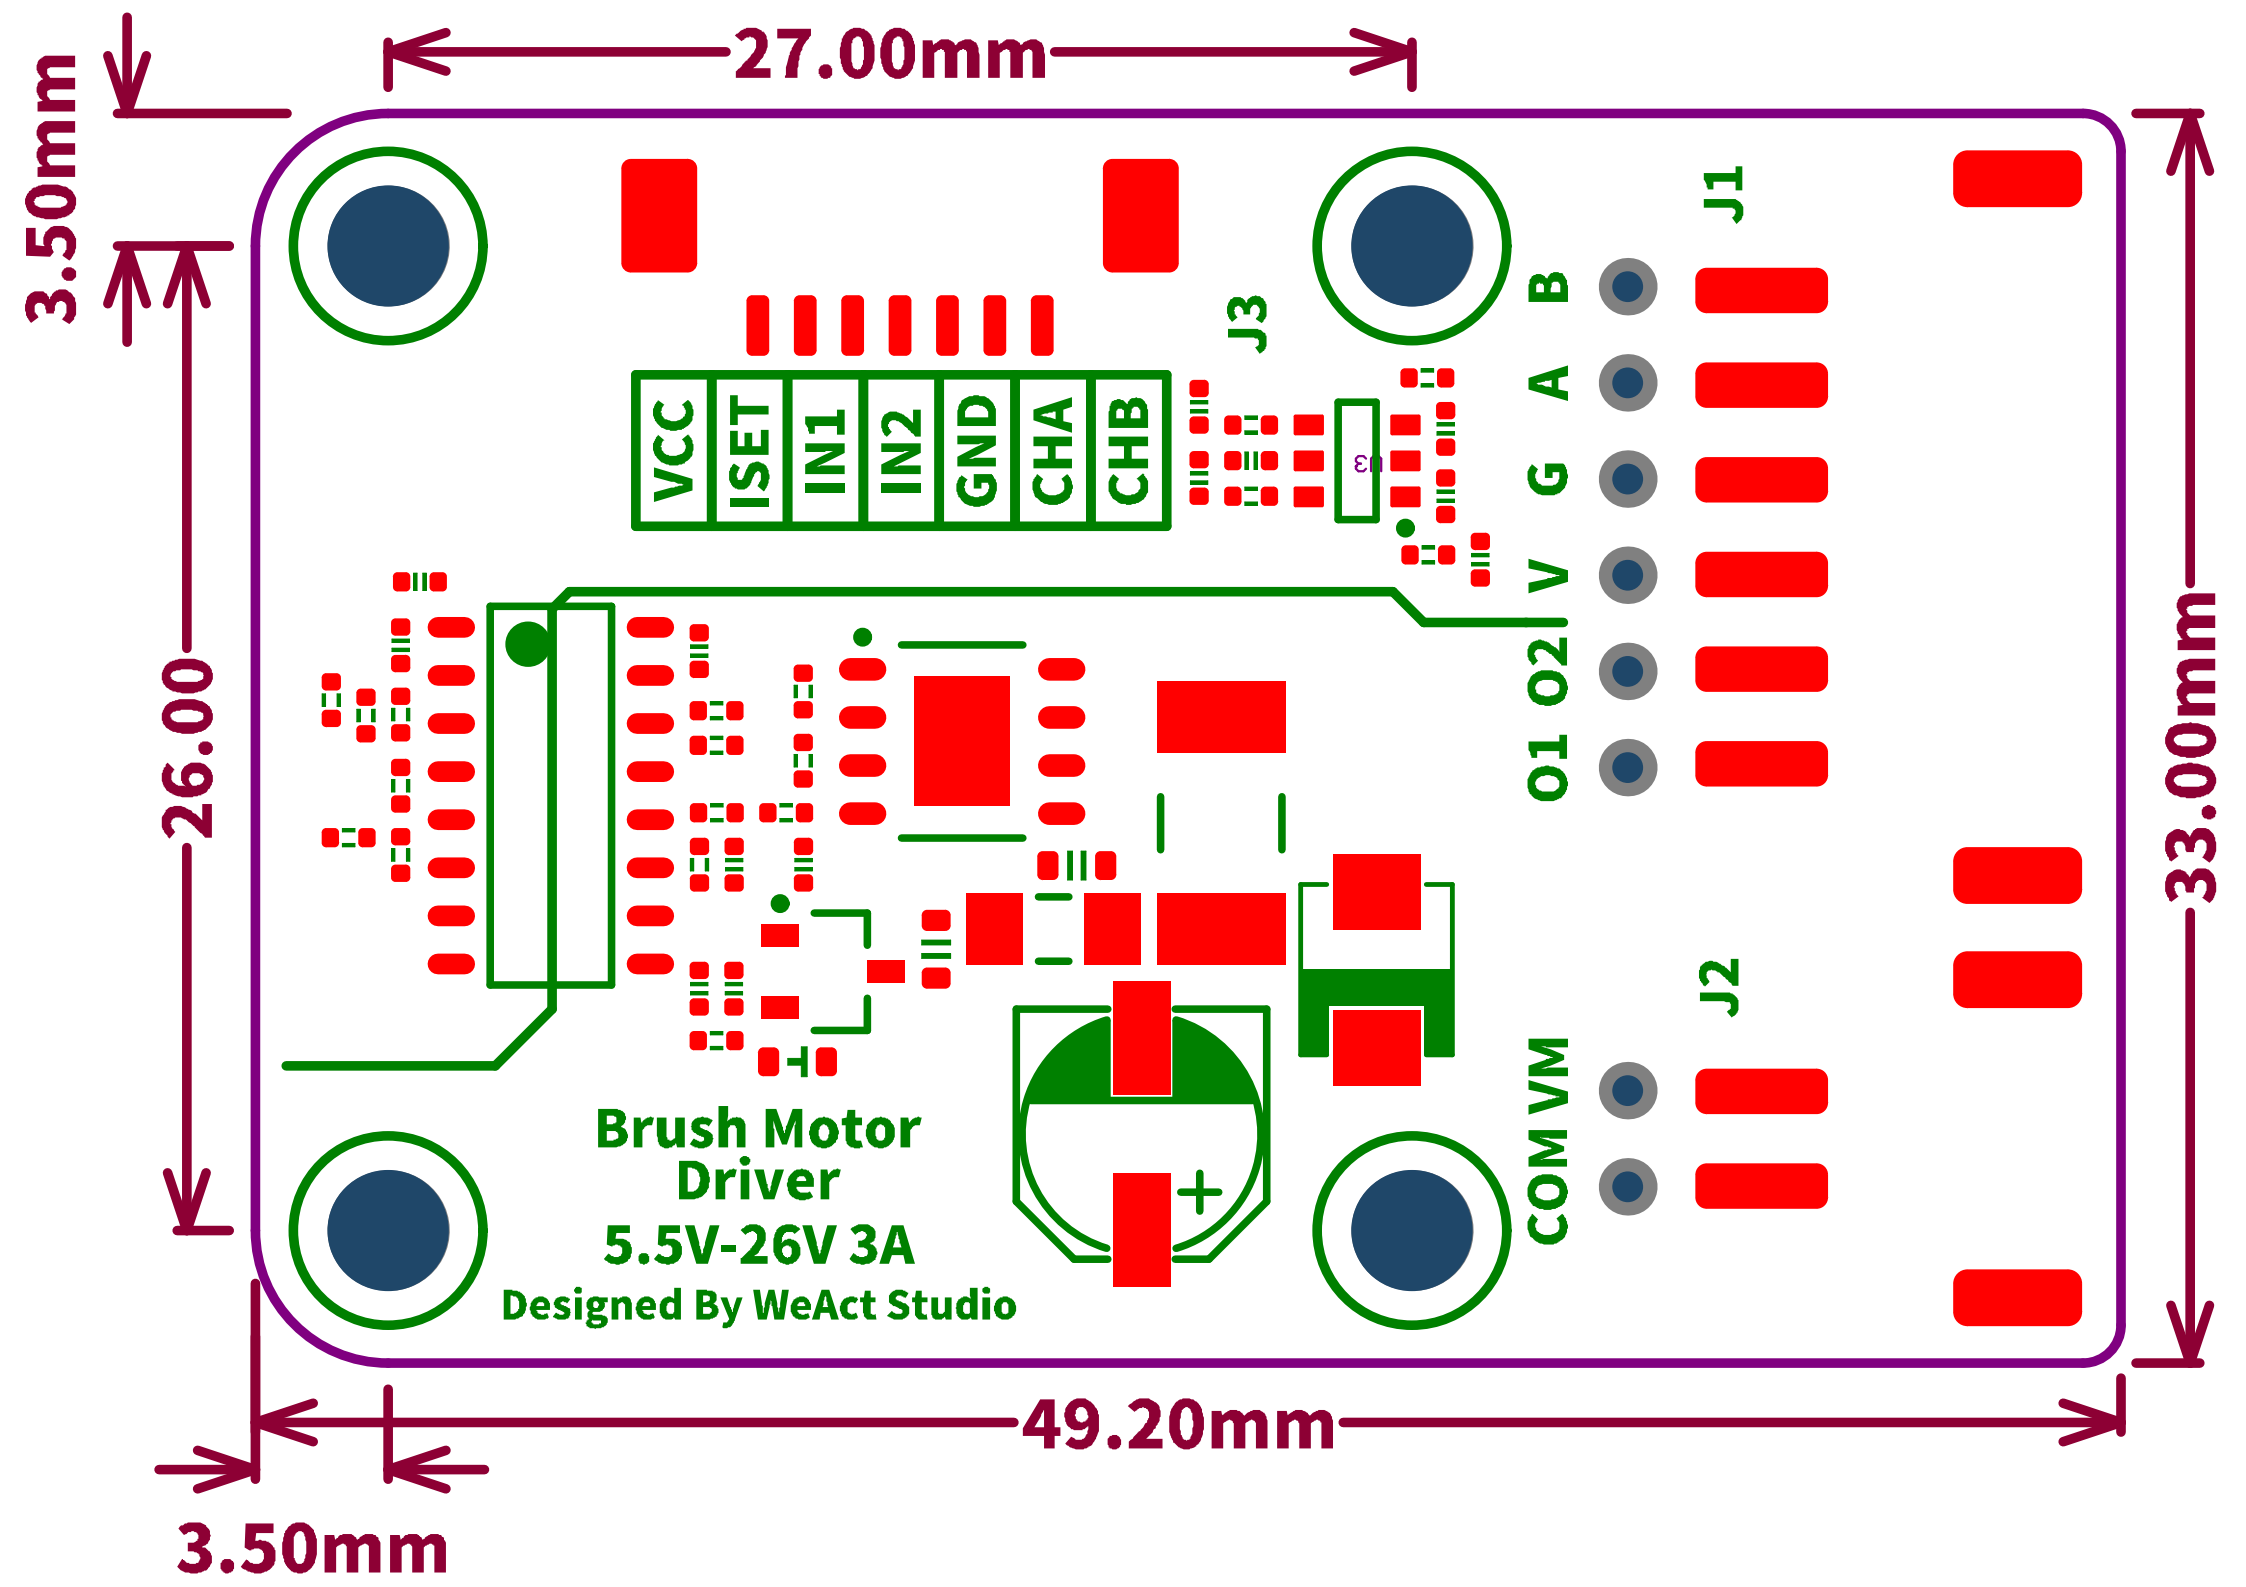 27.00mm
3.50mm
J1
B
J3
A
VCC
ISET
IN1
IN2
GND
CHA
CHB
U3
G
V
O2
26.00
O1
33.00mm
J2
VM
COM
Brush Motor
Driver
5.5V-26V 3A
Designed By WeAct Studio
+
49.20mm
3.50mm